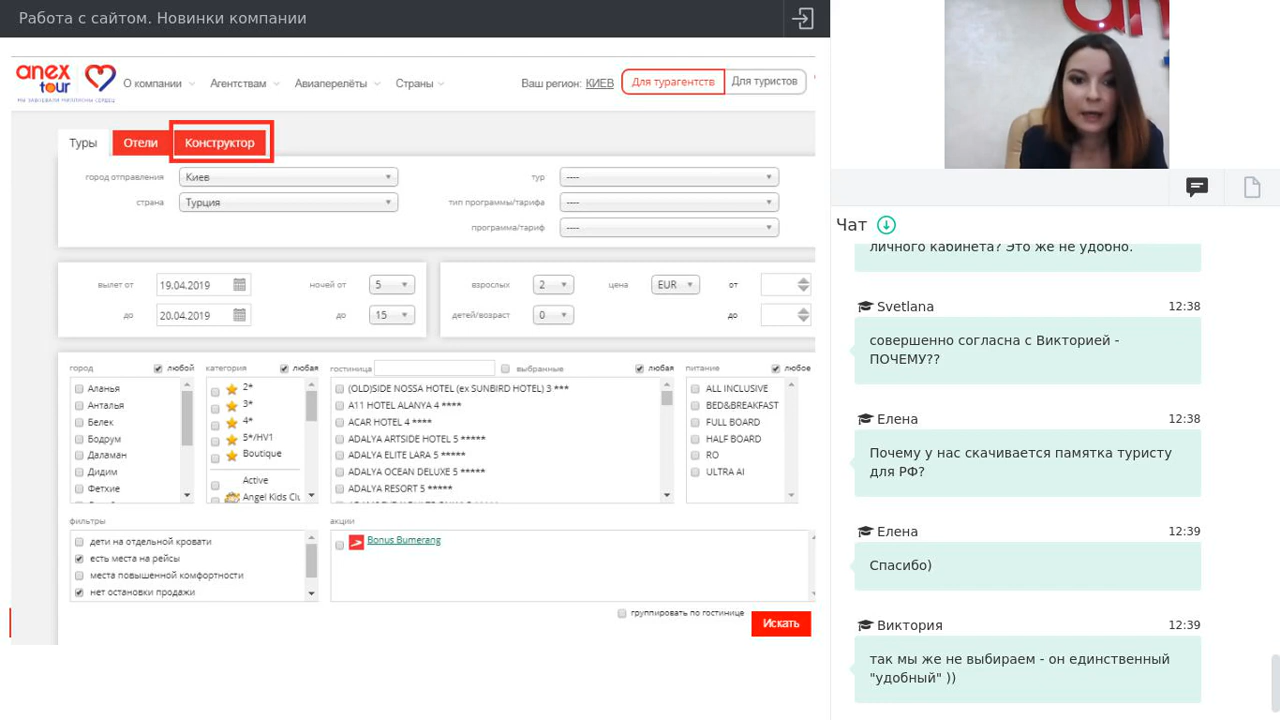 Работа с сайтом. Новинки компании
anex tour
О компании
Агентствам
Авиаперелёты
Страны
Ваш регион: КИЕВ
Для турагентств
Для туристов
Туры
Отели
Конструктор
город отправления
Киев
тур
----
страна
Турция
тип программы/тарифа
----
программа/тариф
----
вылет от
19.04.2019
ночей от
5
взрослых
2
цена
EUR
от
до
20.04.2019
до
15
детей/возраст
0
до
город
любой
категория
любая
гостиница
выбранные
любая
питание
любое
Аланья
Анталья
Белек
Бодрум
Даламан
Дидим
Фетхие
2*
3*
4*
5*/HV1
Boutique
Active
Angel Kids Clu
(OLD)SIDE NOSSA HOTEL (ex SUNBIRD HOTEL) 3 ***
A11 HOTEL ALANYA 4 ****
ACAR HOTEL 4 ****
ADALYA ARTSIDE HOTEL 5 *****
ADALYA ELITE LARA 5 *****
ADALYA OCEAN DELUXE 5 *****
ADALYA RESORT 5 *****
ALL INCLUSIVE
BED&BREAKFAST
FULL BOARD
HALF BOARD
RO
ULTRA AI
фильтры
дети на отдельной кровати
есть места на рейсы
места повышенной комфортности
нет остановки продажи
акции
Bonus Bumerang
группировать по гостинице
Искать
Чат
личного кабинета? Это же не удобно.
Svetlana 12:38
совершенно согласна с Викторией -
ПОЧЕМУ??
Елена 12:38
Почему у нас скачивается памятка туристу
для РФ?
Елена 12:39
Спасибо)
Виктория 12:39
так мы же не выбираем - он единственный
"удобный" ))